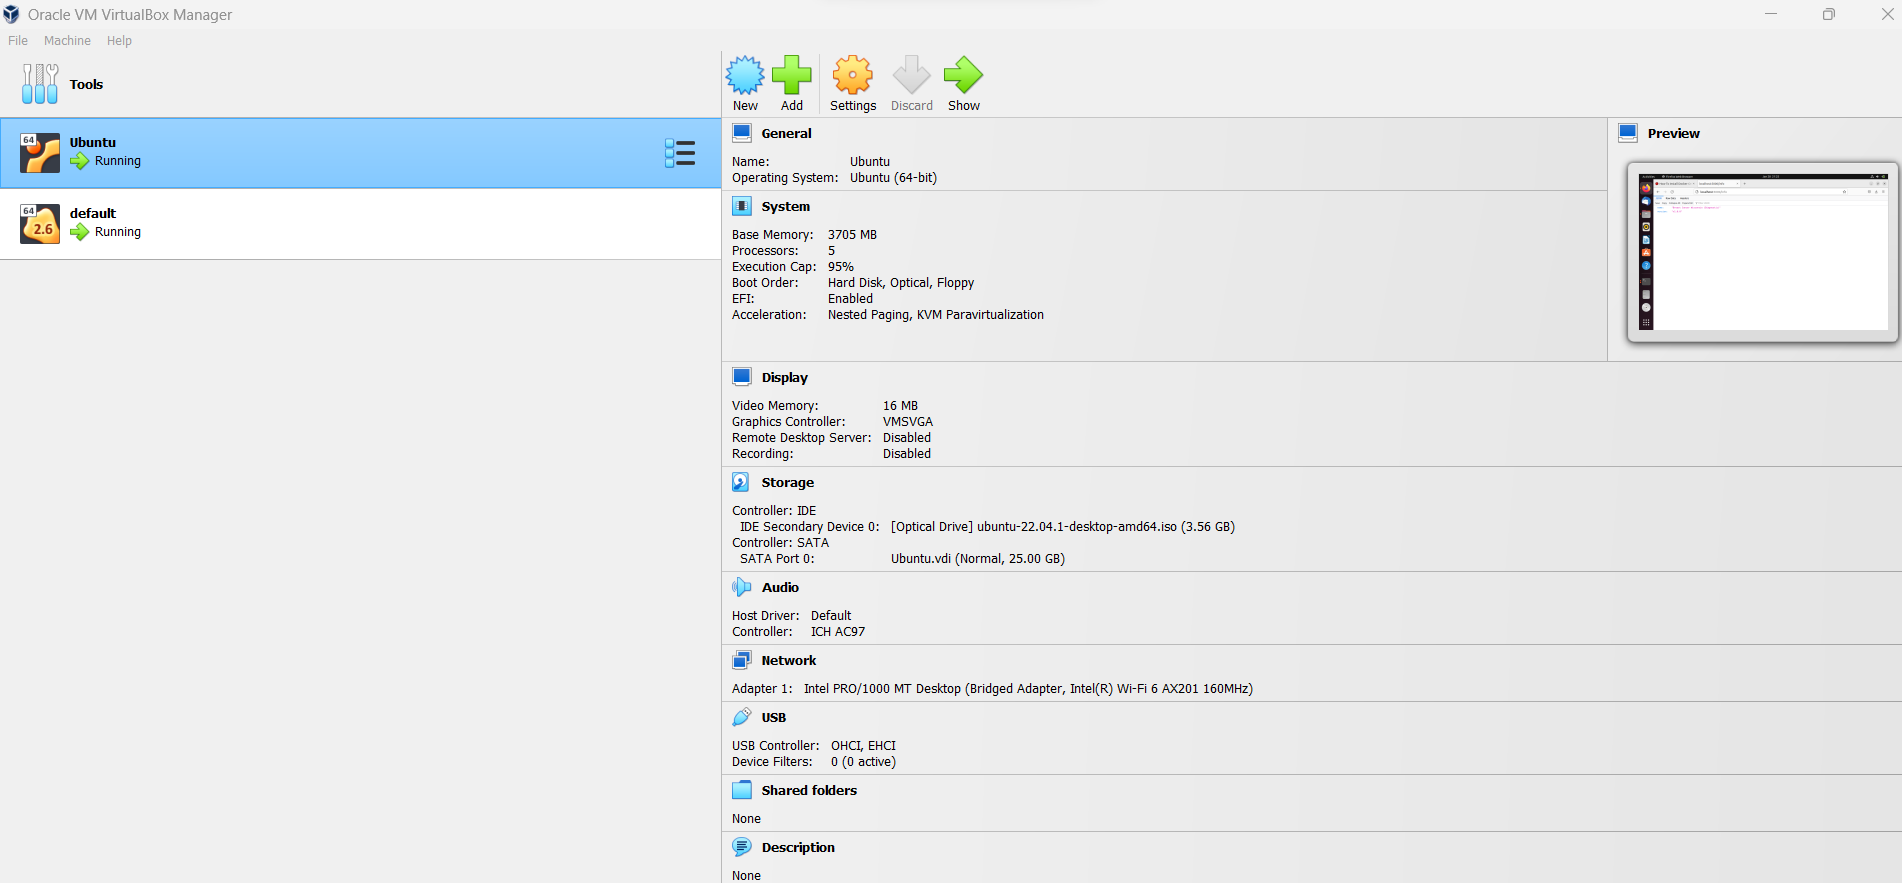 Oracle VM VirtualBox Manager
File Machine Help
Tools
New Add Settings Discard Show
64 Ubuntu
Running
64 2.6 default
Running
General
Name: Ubuntu
Operating System: Ubuntu (64-bit)
Preview
System
Base Memory: 3705 MB
Processors: 5
Execution Cap: 95%
Boot Order: Hard Disk, Optical, Floppy
EFI: Enabled
Acceleration: Nested Paging, KVM Paravirtualization
Display
Video Memory: 16 MB
Graphics Controller: VMSVGA
Remote Desktop Server: Disabled
Recording: Disabled
Storage
Controller: IDE
IDE Secondary Device 0: [Optical Drive] ubuntu-22.04.1-desktop-amd64.iso (3.56 GB)
Controller: SATA
SATA Port 0: Ubuntu.vdi (Normal, 25.00 GB)
Audio
Host Driver: Default
Controller: ICH AC97
Network
Adapter 1: Intel PRO/1000 MT Desktop (Bridged Adapter, Intel(R) Wi-Fi 6 AX201 160MHz)
USB
USB Controller: OHCI, EHCI
Device Filters: 0 (0 active)
Shared folders
None
Description
None